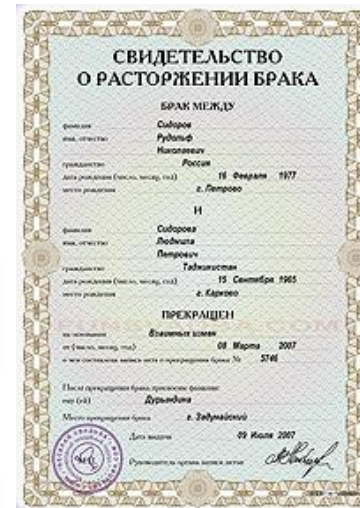 СВИДЕТЕЛЬСТВО
О РАСТОРЖЕНИИ БРАКА
БРАК МЕЖДУ
фамилия Сидоров
имя, отчество Рудольф
Николаевич
гражданство Россия
дата рождения (число, месяц, год) 16 Февраля 1977
место рождения г. Петрово
И
фамилия Сидорова
имя, отчество Людмила
Петрович
гражданство Таджикистан
дата рождения (число, месяц, год) 15 Сентября 1965
место рождения г. Карково
ПРЕКРАЩЕН
на основании Взаимных измен
от (число, месяц, год) 08 Марта 2007
о чем составлена запись акта о прекращении брака № 5746
После прекращения брака присвоены фамилии:
ему (ей) Дурындина
Место прекращения брака г. Задунайский
Дата выдачи 09 Июля 2007
Руководитель органа записи актов